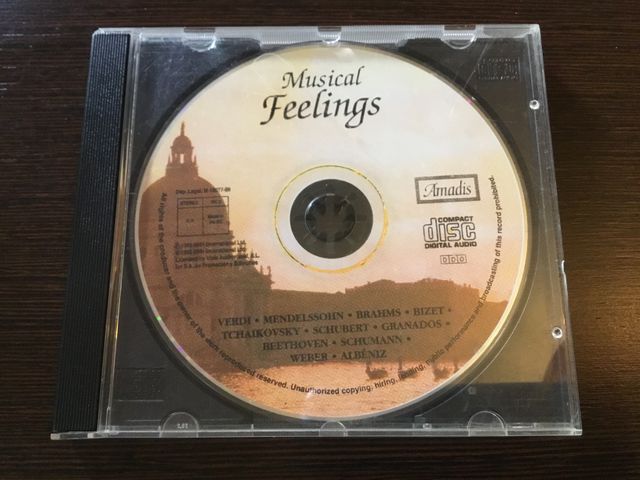 Musical
Feelings
Amadis
COMPACT
disc
DIGITAL AUDIO
DDD
STEREO
VERDI · MENDELSSOHN · BRAHMS · BIZET ·
TCHAIKOVSKY · SCHUBERT · GRANADOS ·
BEETHOVEN · SCHUMANN ·
WEBER · ALBÉNIZ
All rights of the producer and the owner of the work reproduced reserved. Unauthorized copying, hiring, lending, public performance and broadcasting of this record prohibited.